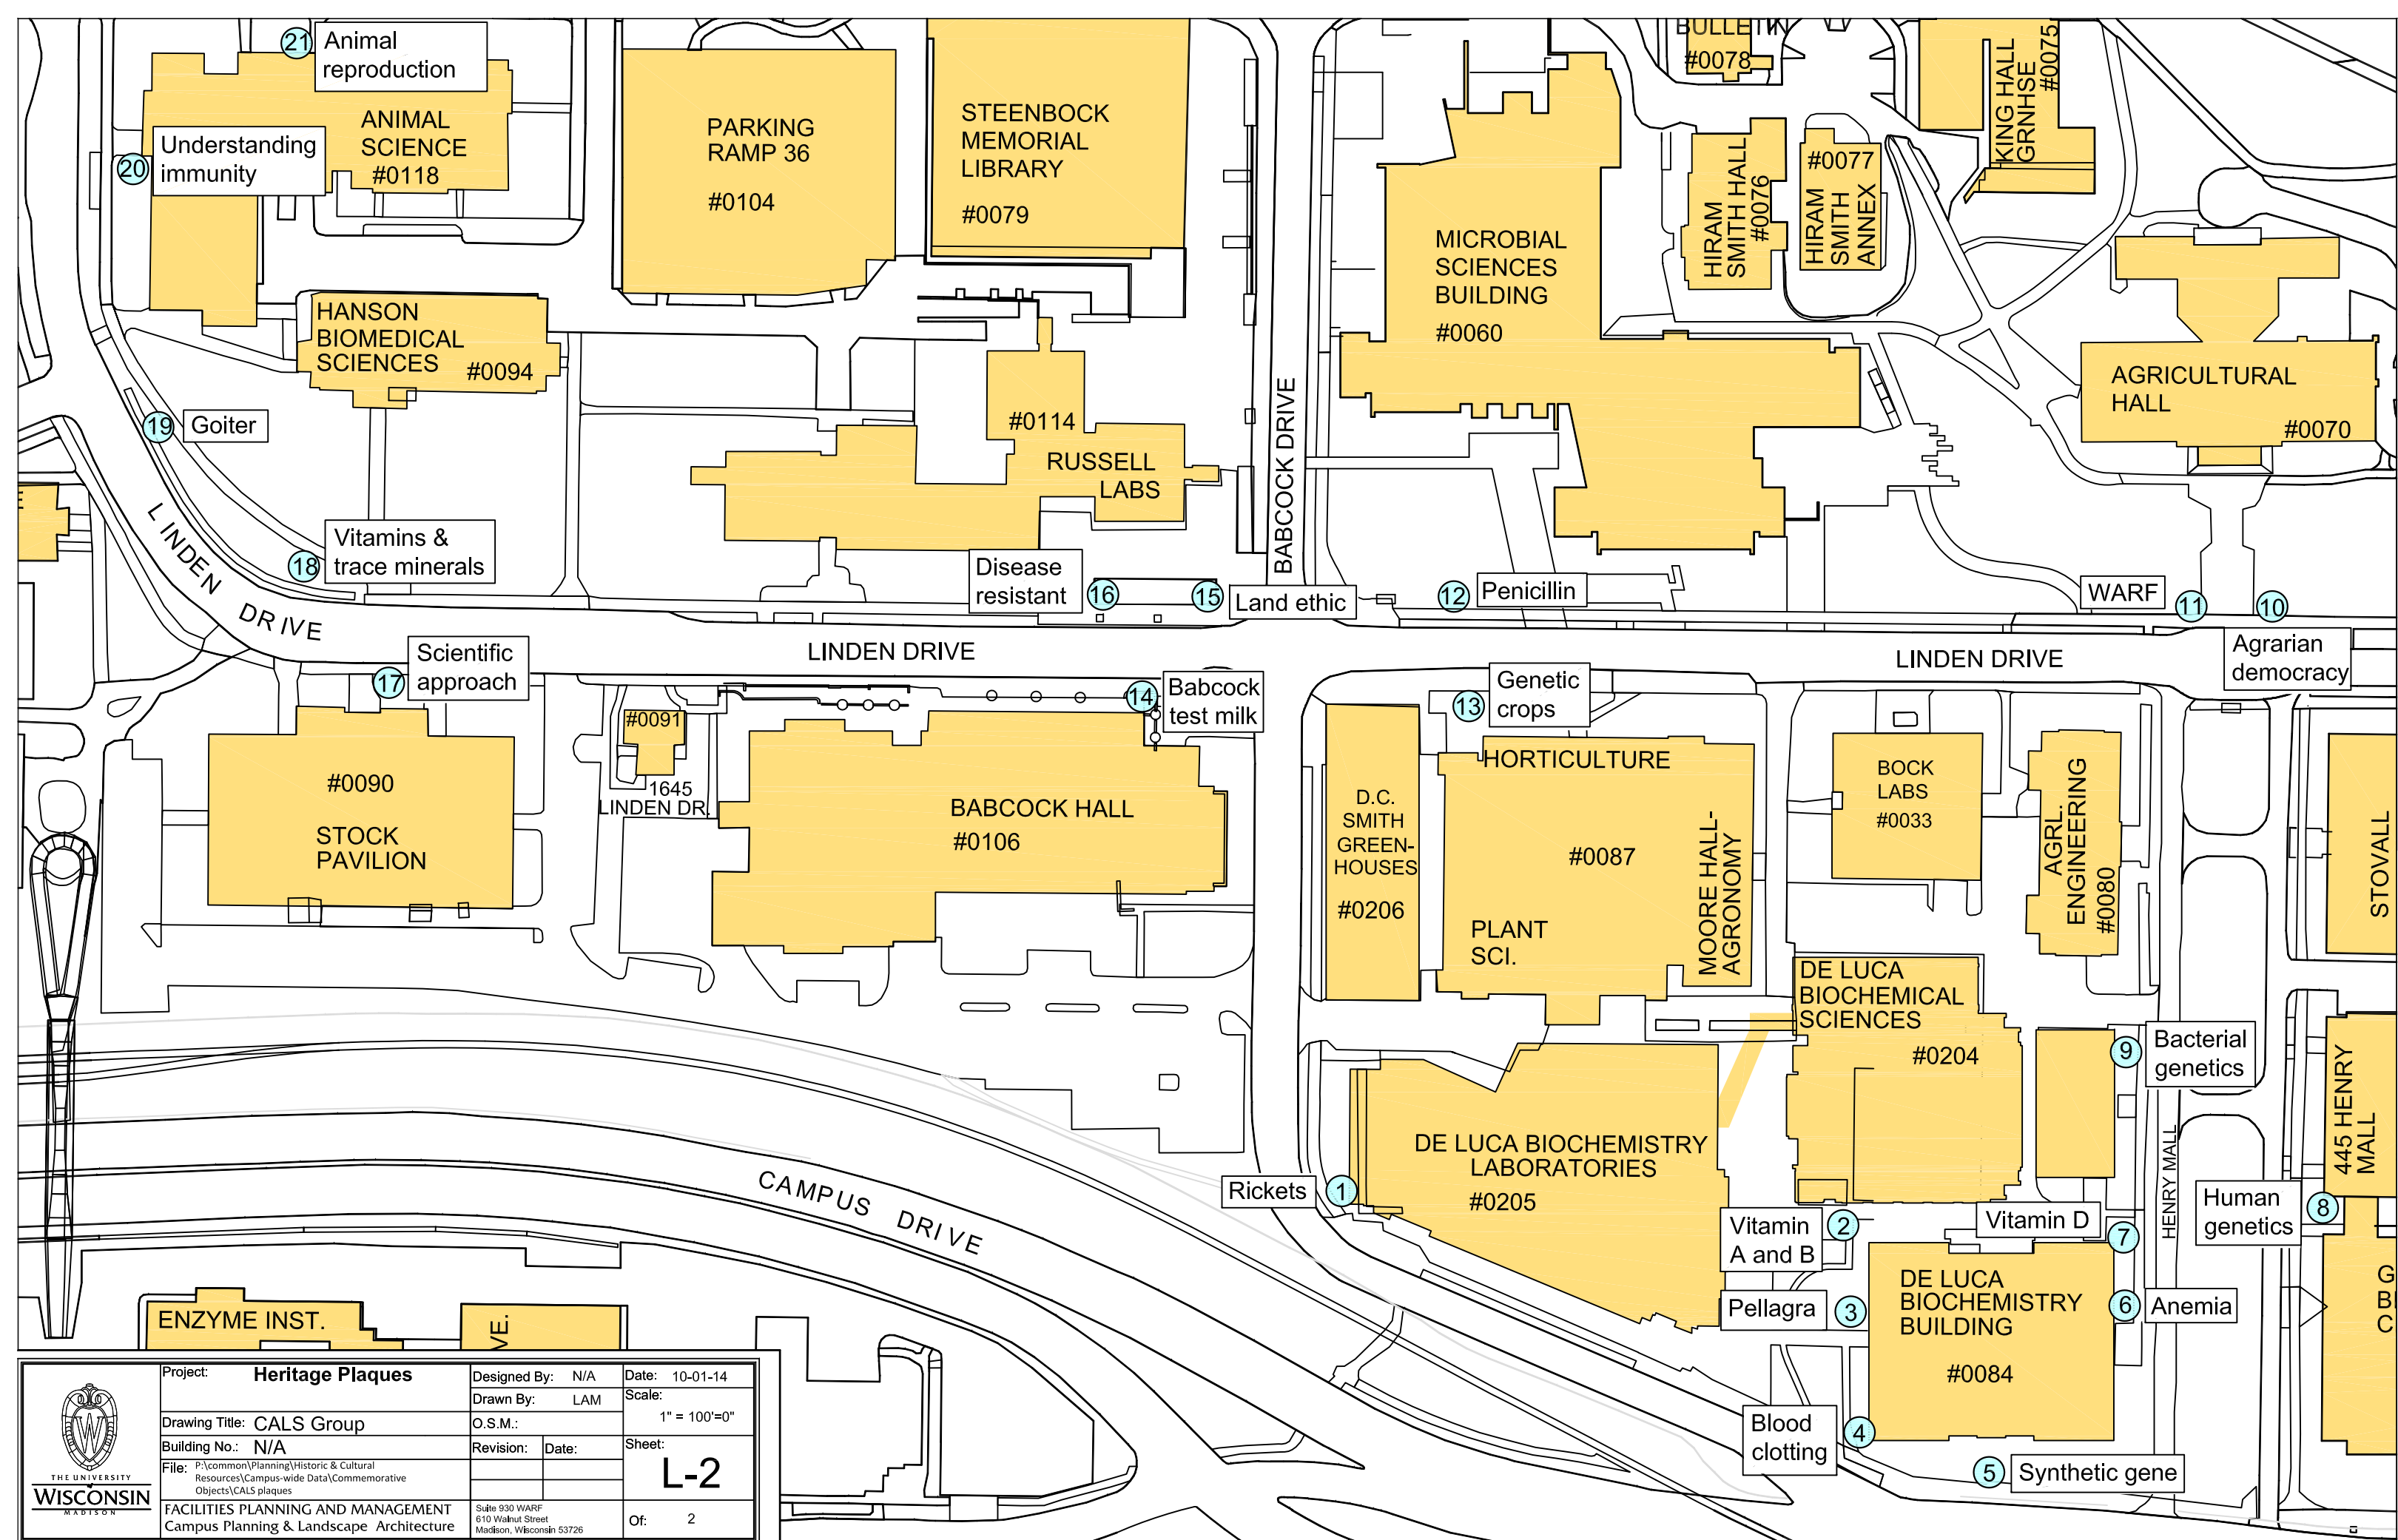 21
Animal
reproduction
ANIMAL
SCIENCE
#0118
20
Understanding
immunity
PARKING
RAMP 36
#0104
STEENBOCK
MEMORIAL
LIBRARY
#0079
BULLETIN
#0078
KING HALL
GRNHSE
#0075
MICROBIAL
SCIENCES
BUILDING
#0060
HIRAM
SMITH HALL
#0076
#0077
HIRAM
SMITH
ANNEX
HANSON
BIOMEDICAL
SCIENCES
#0094
19
Goiter
#0114
RUSSELL
LABS
BABCOCK DRIVE
AGRICULTURAL
HALL
#0070
LINDEN DRIVE
18
Vitamins &
trace minerals
Disease
resistant
16
15
Land ethic
12
Penicillin
WARF
11
10
Agrarian
democracy
17
Scientific
approach
LINDEN DRIVE
LINDEN DRIVE
14
Babcock
test milk
13
Genetic
crops
#0091
1645
LINDEN DR.
#0090
STOCK
PAVILION
BABCOCK HALL
#0106
D.C.
SMITH
GREEN-
HOUSES
#0206
HORTICULTURE
#0087
PLANT
SCI.
MOORE HALL-
AGRONOMY
BOCK
LABS
#0033
AGRL.
ENGINEERING
#0080
STOVALL
DE LUCA
BIOCHEMICAL
SCIENCES
#0204
9
Bacterial
genetics
445 HENRY
MALL
HENRY MALL
CAMPUS DRIVE
Rickets
1
DE LUCA BIOCHEMISTRY
LABORATORIES
#0205
Vitamin
A and B
2
Vitamin D
7
Human
genetics
8
Pellagra
3
DE LUCA
BIOCHEMISTRY
BUILDING
#0084
6
Anemia
G
B
C
Blood
clotting
4
5
Synthetic gene
E
ENZYME INST.
VE.
THE UNIVERSITY
WISCONSIN
MADISON
Project: Heritage Plaques
Drawing Title: CALS Group
Building No.: N/A
File: P:\common\Planning\Historic & Cultural
Resources\Campus-wide Data\Commemorative
Objects\CALS plaques
FACILITIES PLANNING AND MANAGEMENT
Campus Planning & Landscape Architecture
Designed By: N/A
Drawn By: LAM
O.S.M.:
Revision: Date:
Suite 930 WARF
610 Walnut Street
Madison, Wisconsin 53726
Date: 10-01-14
Scale:
1" = 100'=0"
Sheet:
L-2
Of: 2